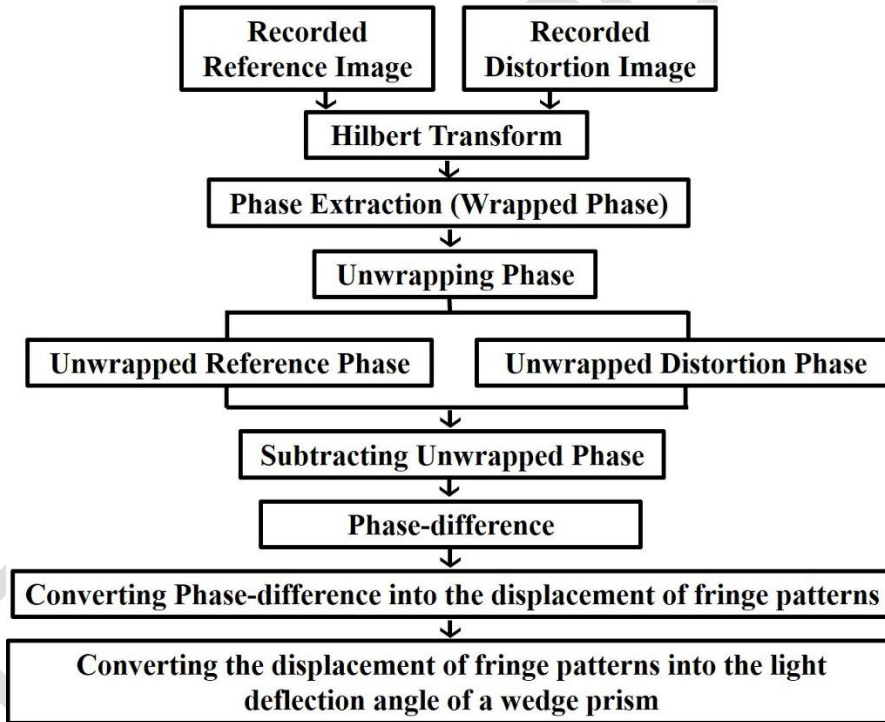 Recorded
Reference Image
Recorded
Distortion Image
Hilbert Transform
Phase Extraction (Wrapped Phase)
Unwrapping Phase
Unwrapped Reference Phase
Unwrapped Distortion Phase
Subtracting Unwrapped Phase
Phase-difference
Converting Phase-difference into the displacement of fringe patterns
Converting the displacement of fringe patterns into the light
deflection angle of a wedge prism